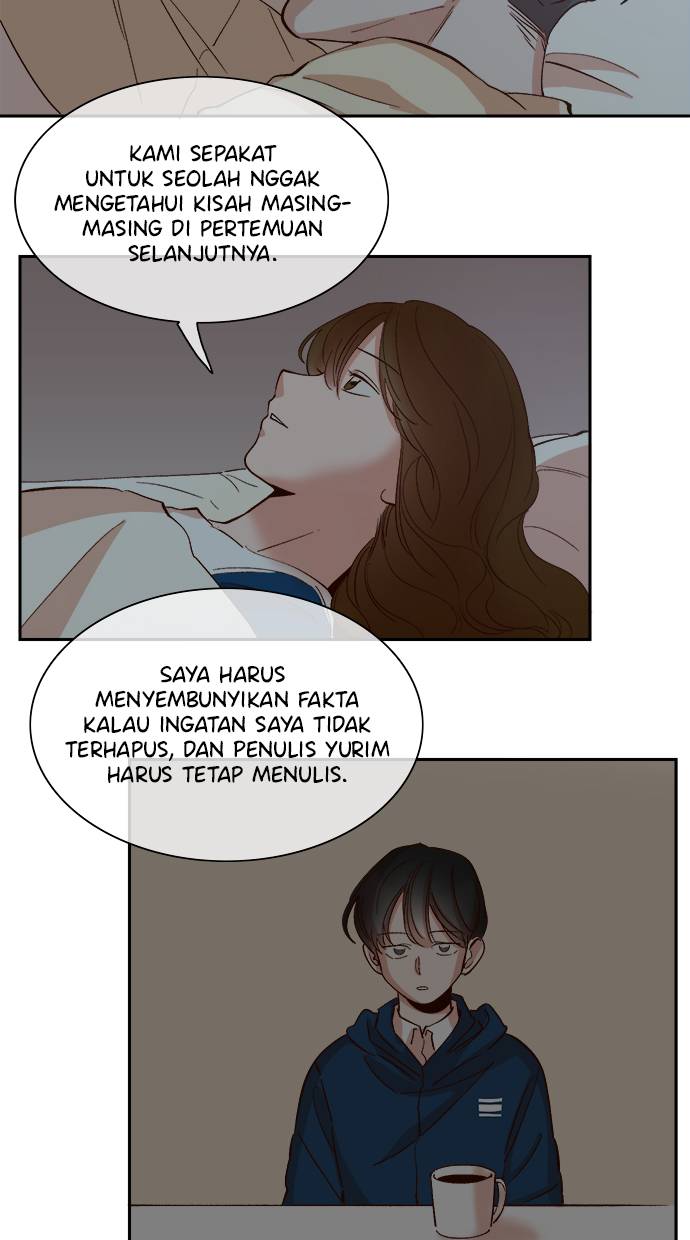 KAMI SEPAKAT
UNTUK SEOLAH NGGAK
MENGETAHUI KISAH MASING-
MASING DI PERTEMUAN
SELANJUTNYA.
SAYA HARUS
MENYEMBUNYIKAN FAKTA
KALAU INGATAN SAYA TIDAK
TERHAPUS, DAN PENULIS YURIM
HARUS TETAP MENULIS.